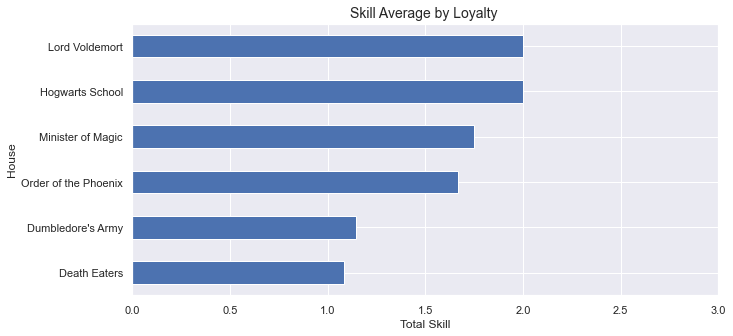 Skill Average by Loyalty
Lord Voldemort
Hogwarts School
Minister of Magic
Order of the Phoenix
Dumbledore's Army
Death Eaters
House
0.0 0.5 1.0 1.5 2.0 2.5 3.0
Total Skill